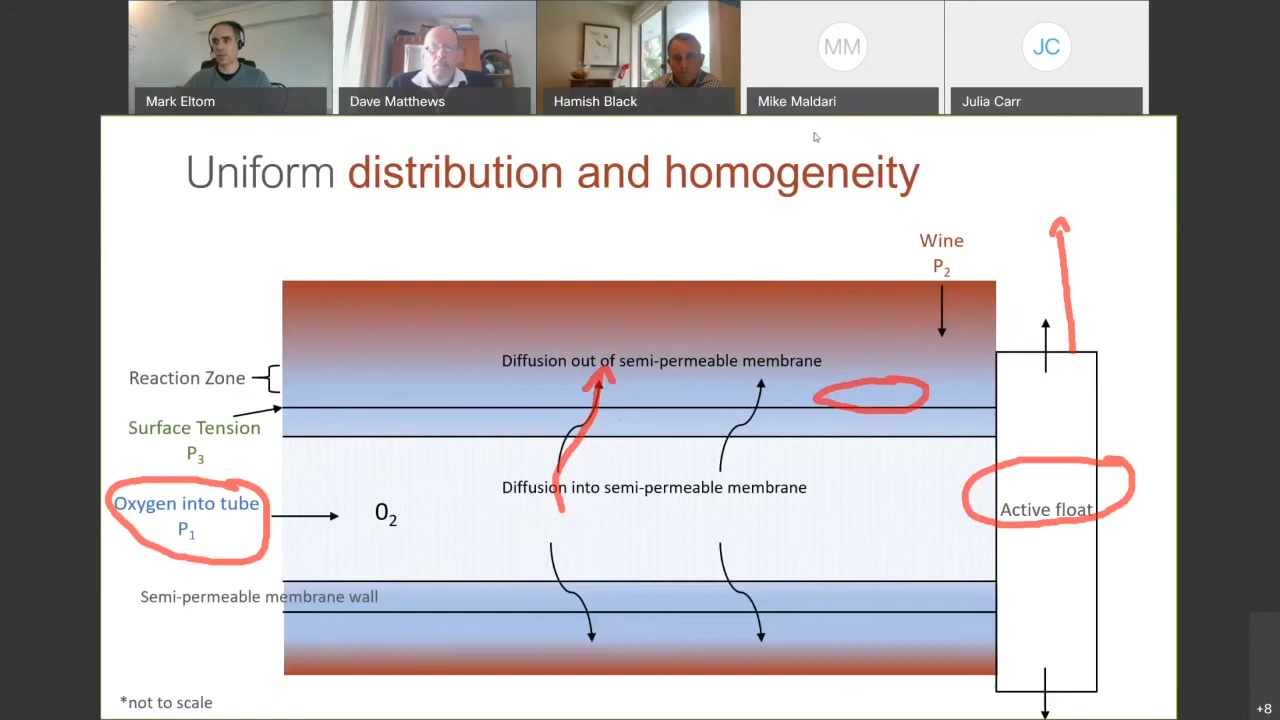 Mark Eltom
Dave Matthews
Hamish Black
MM
Mike Maldari
JC
Julia Carr
Uniform distribution and homogeneity
Wine
P2
Diffusion out of semi-permeable membrane
Reaction Zone
Surface Tension
P3
Oxygen into tube
P1
O2
Diffusion into semi-permeable membrane
Active float
Semi-permeable membrane wall
*not to scale
+8